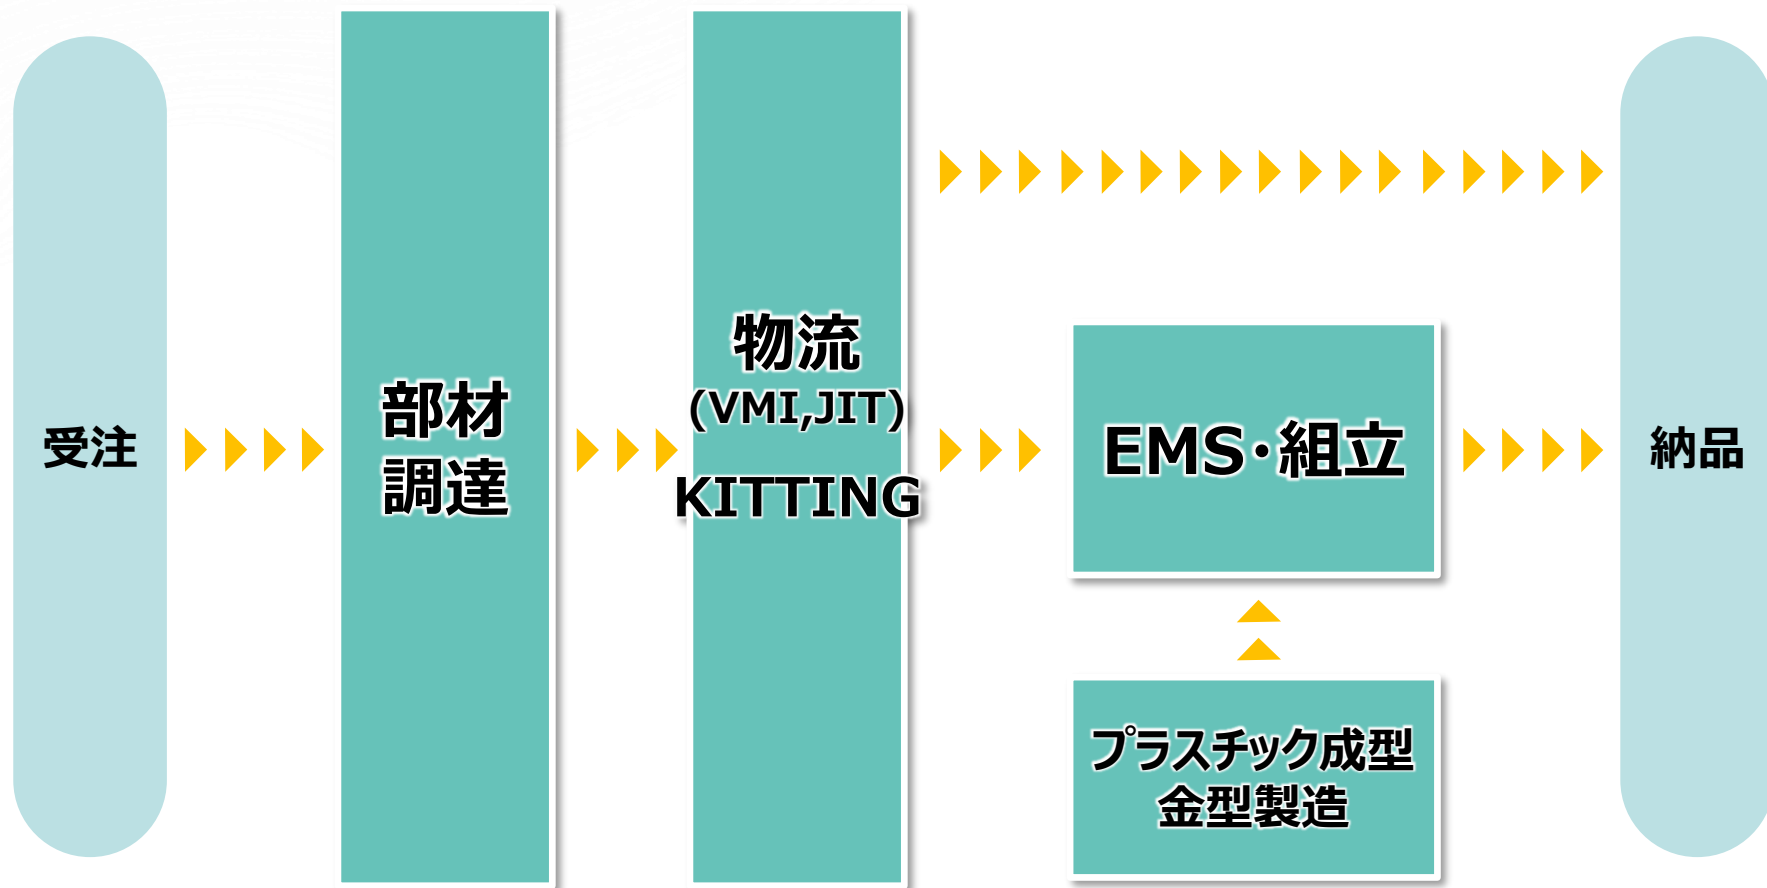 受注
部材
調達
物流
(VMI,JIT)
KITTING
EMS・組立
プラスチック成型
金型製造
納品